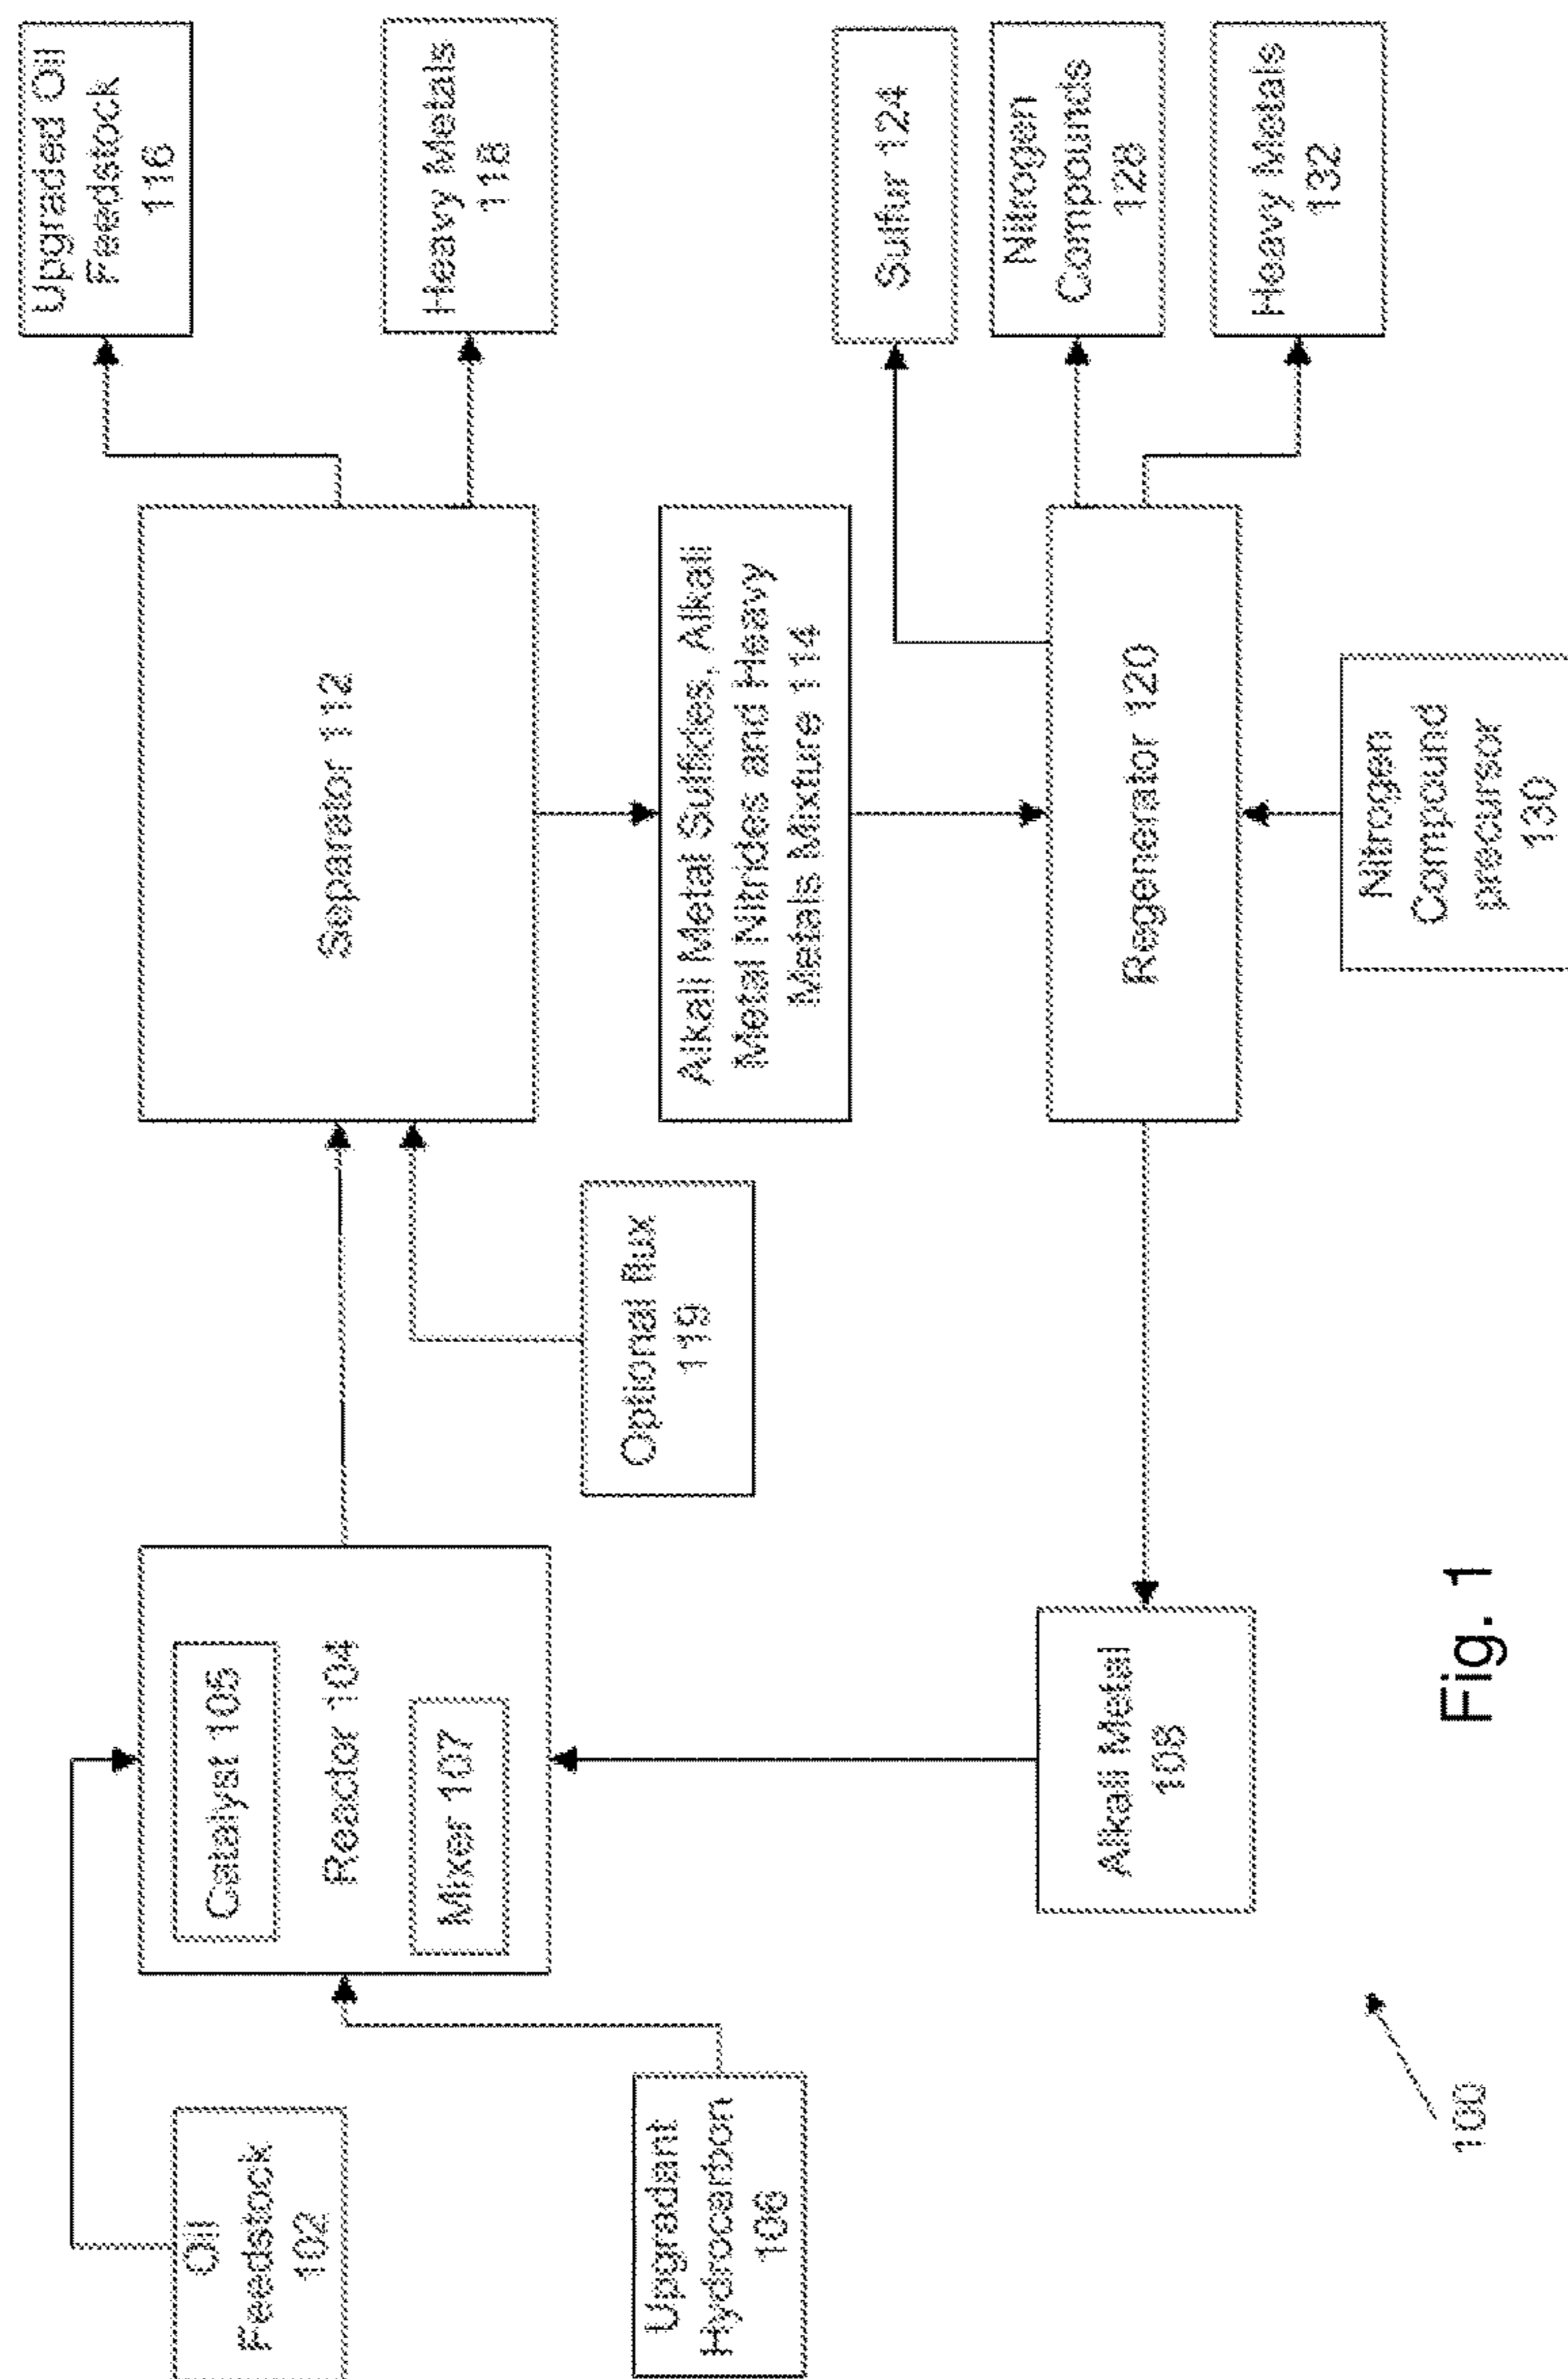 Oil
Feedstock
102
Upgradant
Hydrocarbon
106
Catalyst 105
Reactor 104
Mixer 107
Alkali Metal
108
Optional flux
119
Separator 112
Alkali Metal Sulfides, Alkali
Metal Nitrides and Heavy
Metals Mixture 114
Regenerator 120
Nitrogen
Compound
precursor
130
Upgraded Oil
Feedstock
116
Heavy Metals
118
Sulfur 124
Nitrogen
Compounds
128
Heavy Metals
132
100
Fig. 1